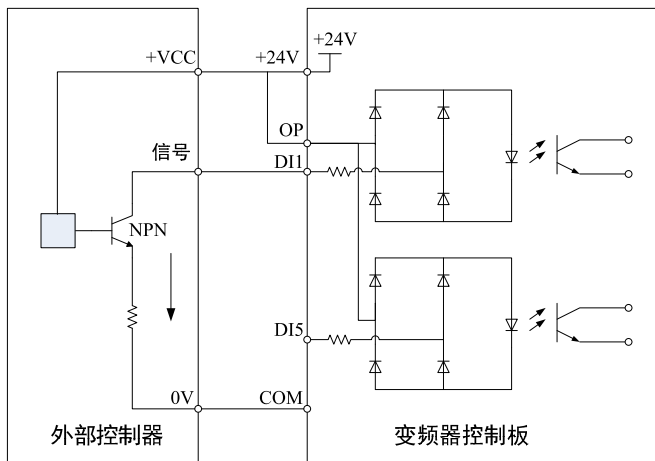 +24V
+VCC
+24V
OP
信号
DI1
NPN
DI5
0V
COM
外部控制器
变频器控制板